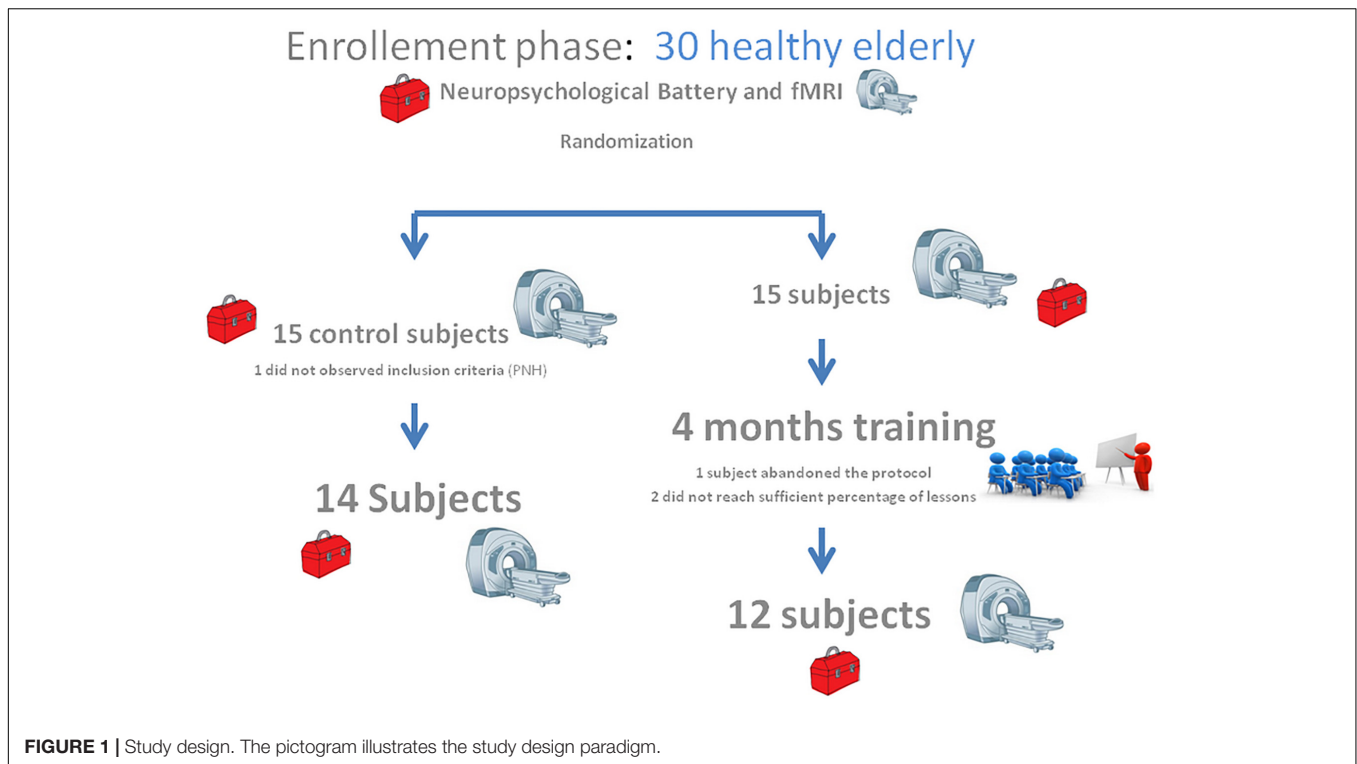 Enrollement phase: 30 healthy elderly
Neuropsychological Battery and fMRI
Randomization
15 control subjects
1 did not observed inclusion criteria (PNH)
14 Subjects
15 subjects
4 months training
1 subject abandoned the protocol
2 did not reach sufficient percentage of lessons
12 subjects
FIGURE 1 | Study design. The pictogram illustrates the study design paradigm.